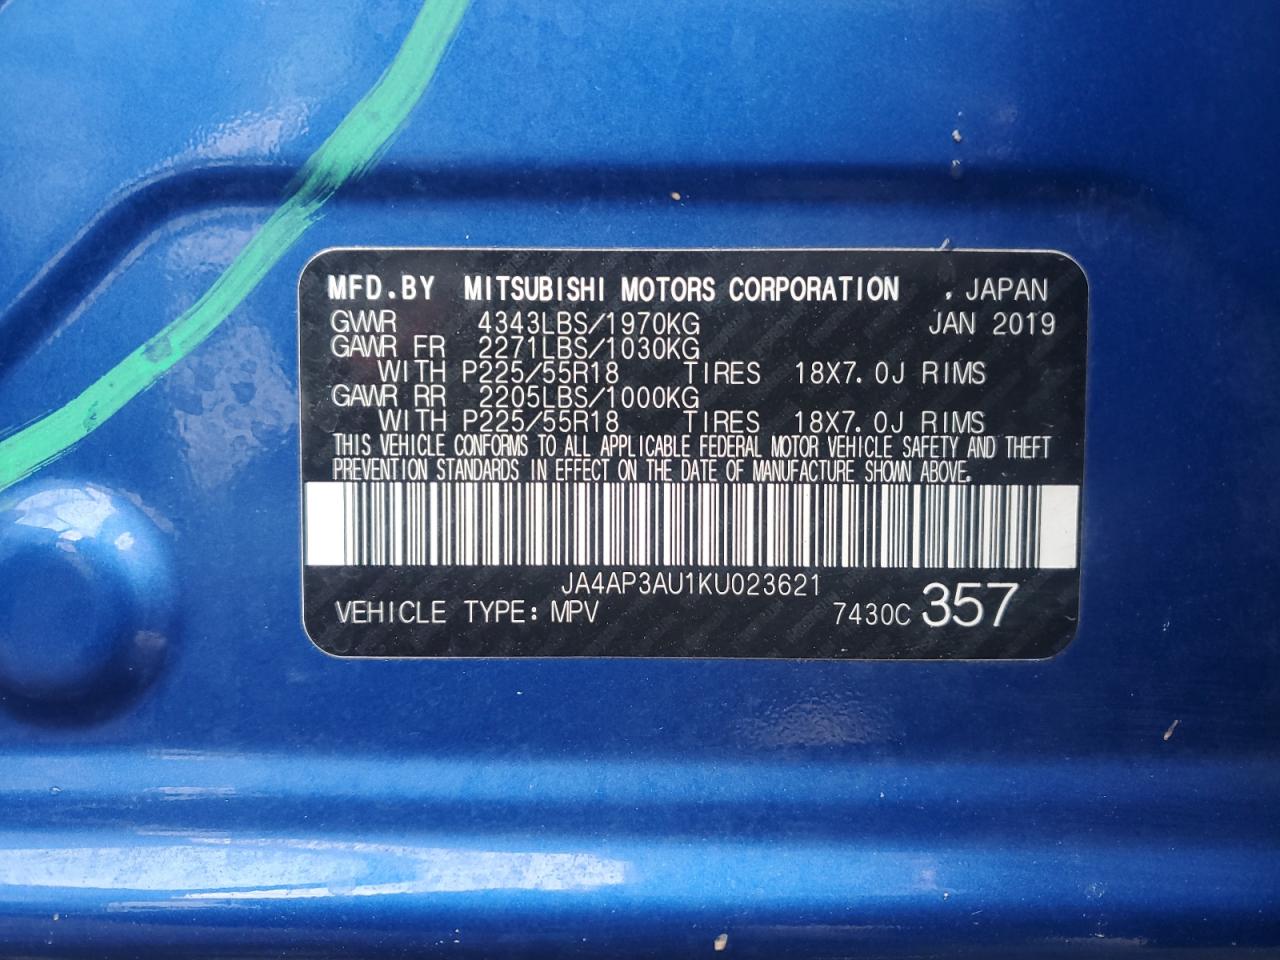 MFD.BY MITSUBISHI MOTORS CORPORATION , JAPAN
GVWR 4343LBS/1970KG JAN 2019
GAWR FR 2271LBS/1030KG
WITH P225/55R18 TIRES 18X7.0J RIMS
GAWR RR 2205LBS/1000KG
WITH P225/55R18 TIRES 18X7.0J RIMS
THIS VEHICLE CONFORMS TO ALL APPLICABLE FEDERAL MOTOR VEHICLE SAFETY AND THEFT
PREVENTION STANDARDS IN EFFECT ON THE DATE OF MANUFACTURE SHOWN ABOVE.
JA4AP3AU1KU023621
VEHICLE TYPE: MPV 7430C 357